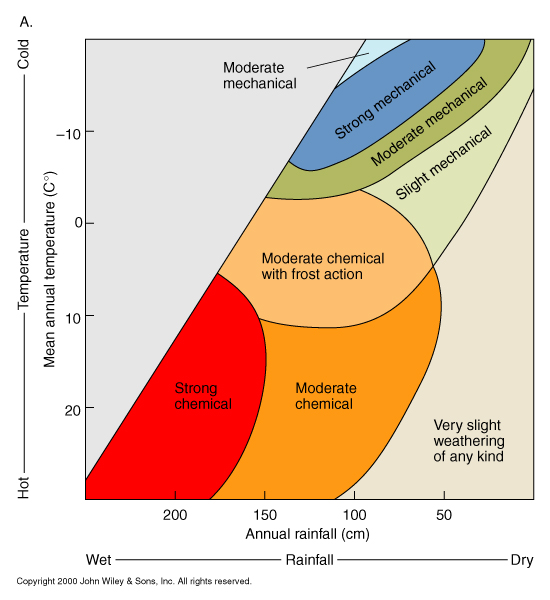 A.
Cold
Temperature
Hot
Mean annual temperature (C°)
-10
0
10
20
Moderate
mechanical
Strong mechanical
Moderate mechanical
Slight mechanical
Moderate chemical
with frost action
Strong
chemical
Moderate
chemical
Very slight
weathering
of any kind
200
150
100
50
Annual rainfall (cm)
Wet
Rainfall
Dry
Copyright 2000 John Wiley & Sons, Inc. All rights reserved.